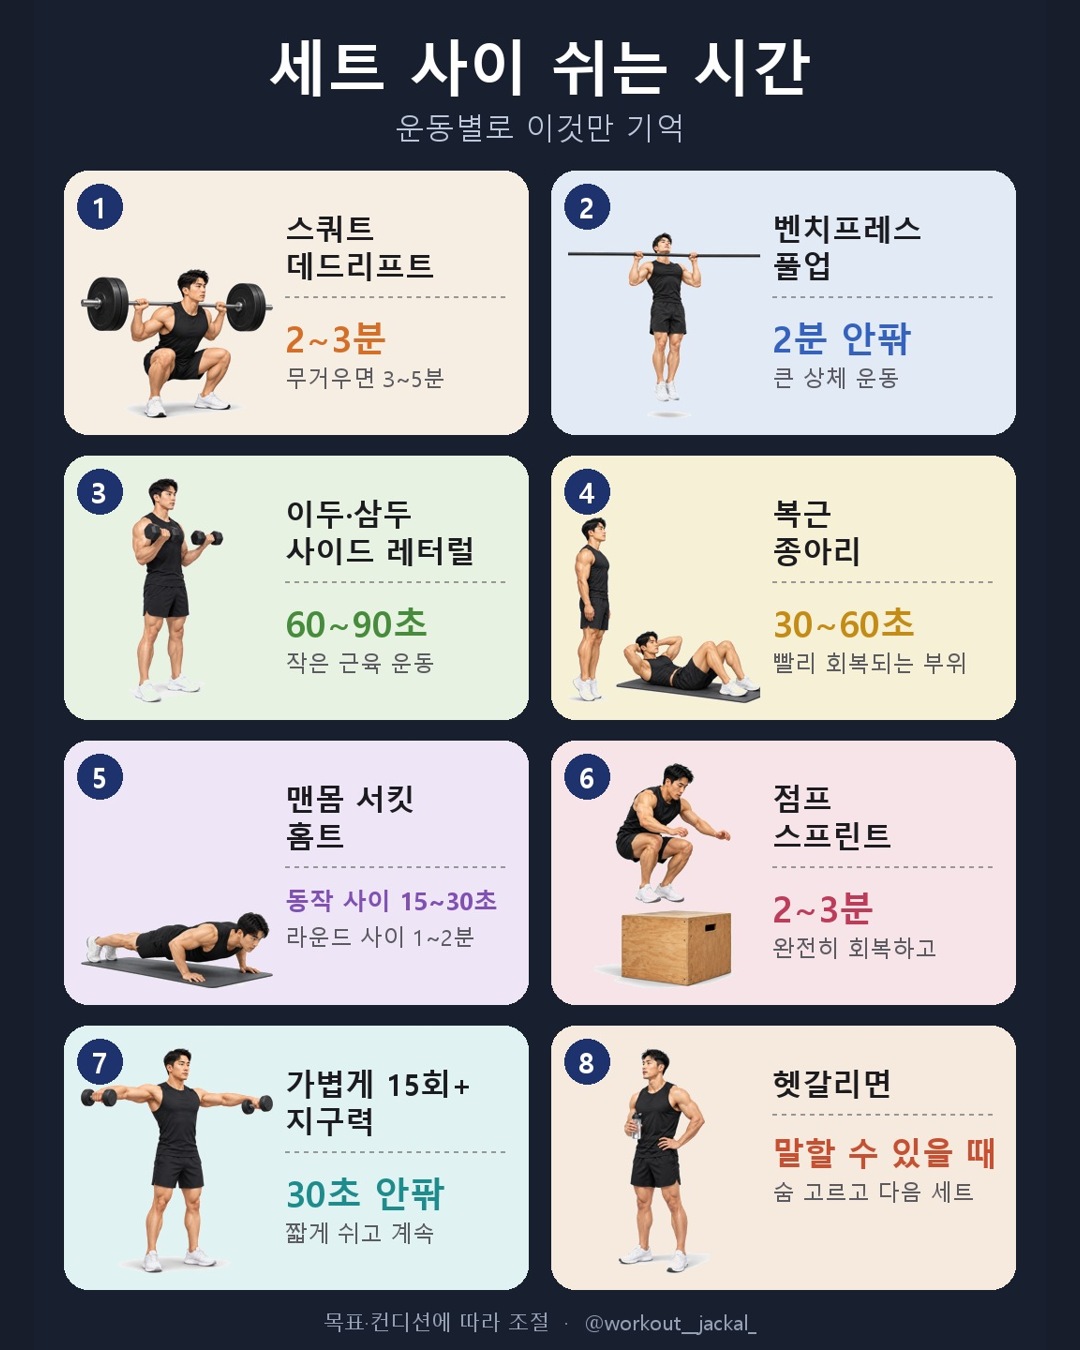 세트 사이 쉬는 시간
운동별로 이것만 기억
1
스쿼트
데드리프트
2~3분
무거우면 3~5분
2
벤치프레스
풀업
2분 안팎
큰 상체 운동
3
이두·삼두
사이드 레터럴
60~90초
작은 근육 운동
4
복근
종아리
30~60초
빨리 회복되는 부위
5
맨몸 서킷
홈트
동작 사이 15~30초
라운드 사이 1~2분
6
점프
스프린트
2~3분
완전히 회복하고
7
가볍게 15회+
지구력
30초 안팎
짧게 쉬고 계속
8
헷갈리면
말할 수 있을 때
숨 고르고 다음 세트
목표·컨디션에 따라 조절 · @workout__jackal_